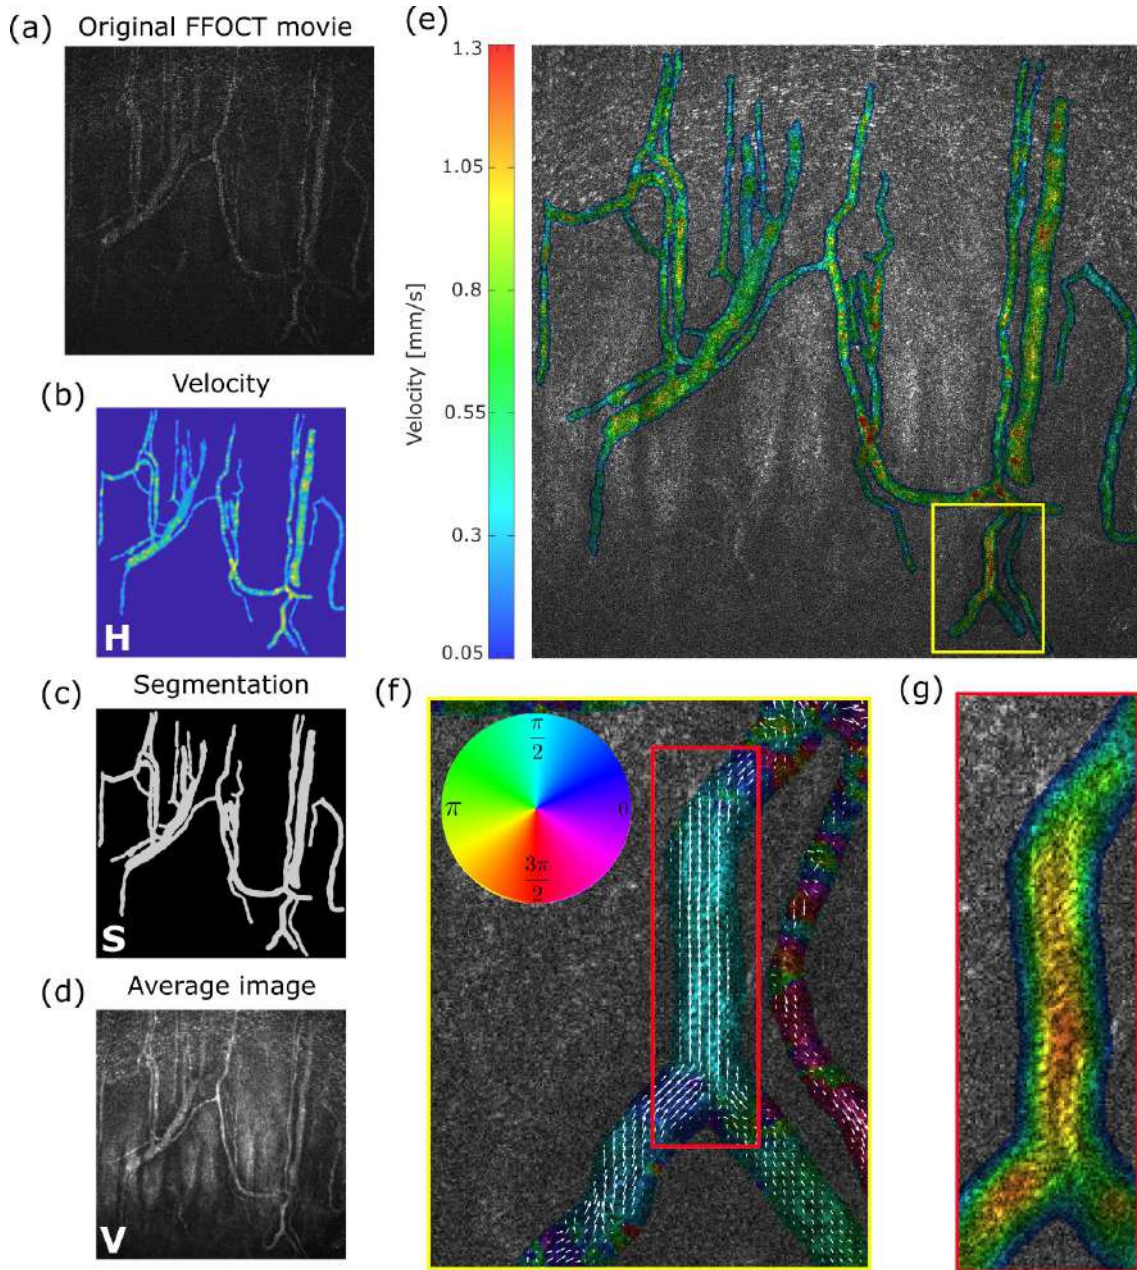 (a)
Original FFOCT movie
(b)
Velocity
H
(c)
Segmentation
S
(d)
Average image
V
(e)
1.3
1.05
0.8
0.55
0.3
0.05
Velocity [mm/s]
(f)
π/2
π
0
3π/2
(g)